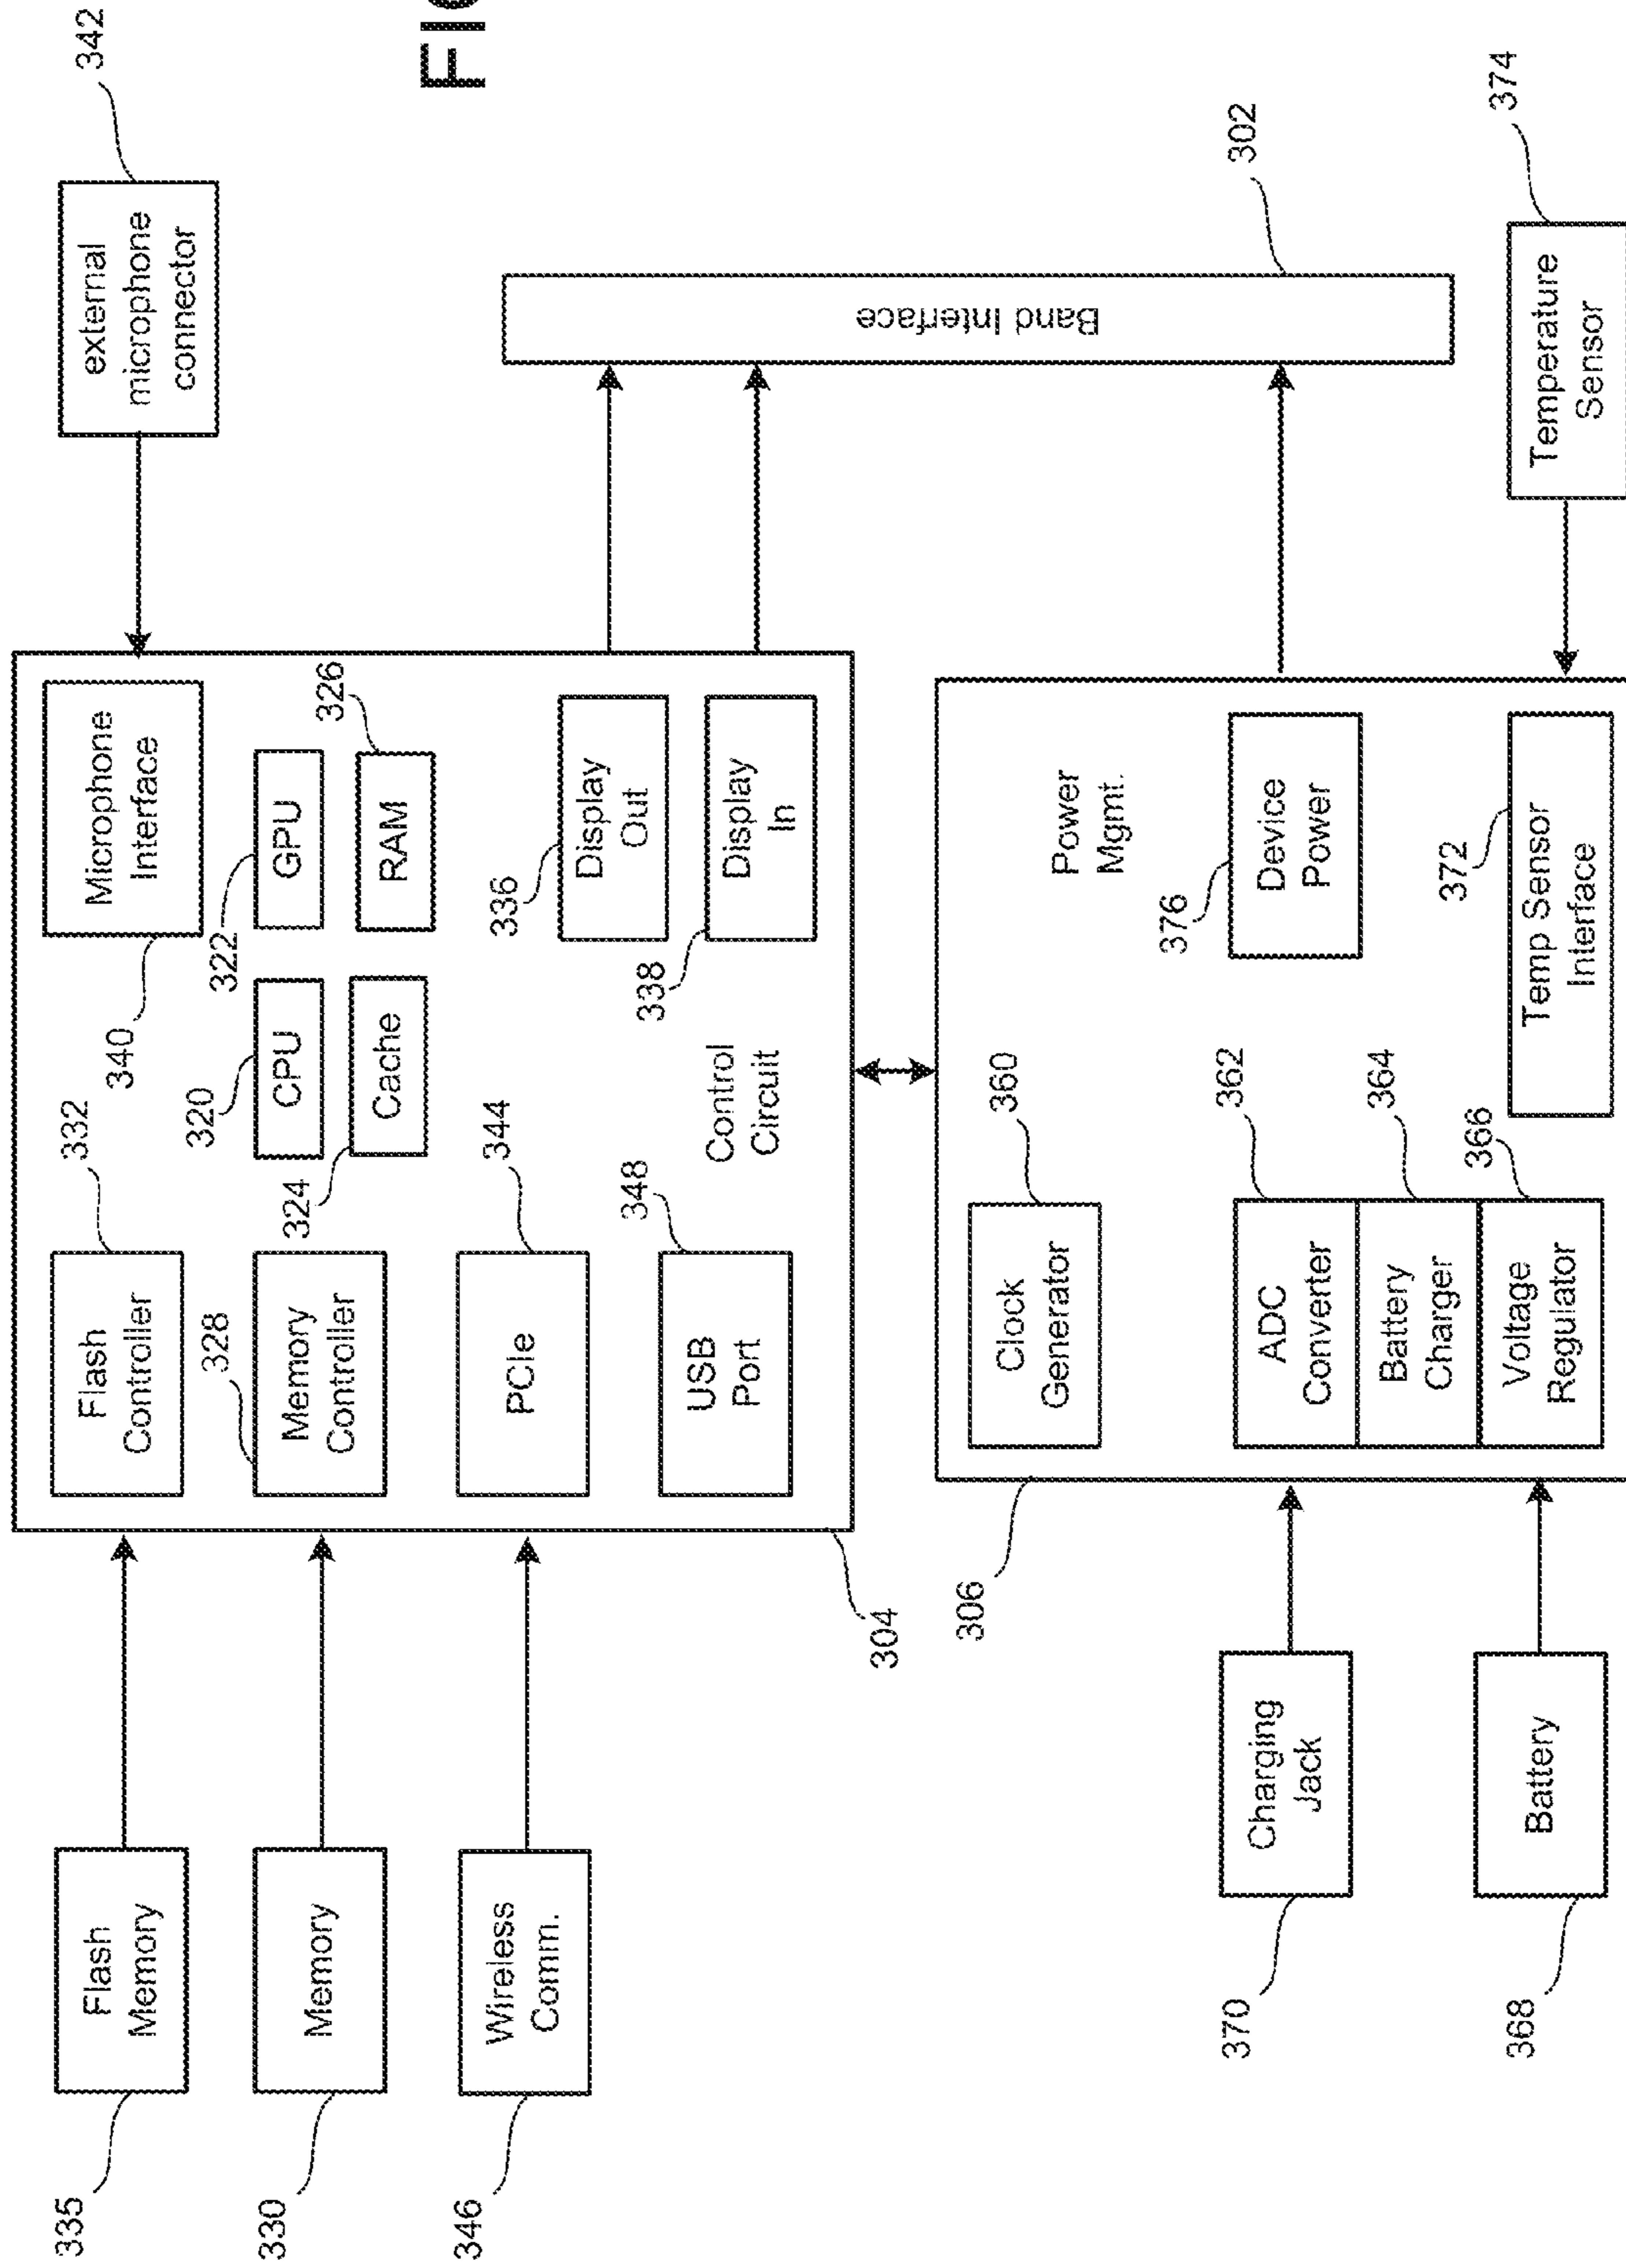 342
external
microphone
connector
FIG
335
Flash
Memory
330
Memory
346
Wireless
Comm.
332
Flash
Controller
328
Memory
Controller
344
PCIe
348
USB
Port
340
Microphone
Interface
320
CPU
322
GPU
324
Cache
326
RAM
336
Display
Out
338
Display
In
Control
Circuit
304
302
Band Interface
306
360
Clock
Generator
Power
Mgmt.
362
ADC
Converter
364
Battery
Charger
366
Voltage
Regulator
376
Device
Power
372
Temp Sensor
Interface
370
Charging
Jack
368
Battery
374
Temperature
Sensor